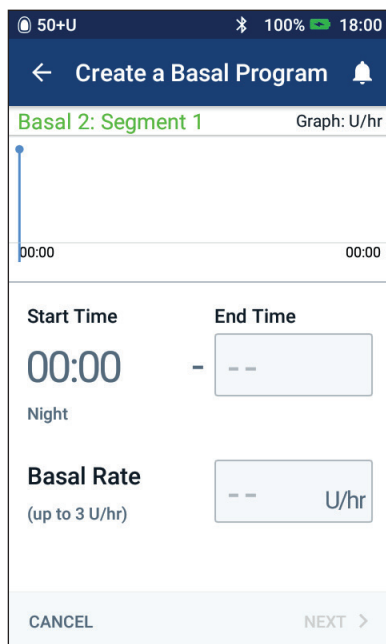 50+U 100% 18:00
← Create a Basal Program
Basal 2: Segment 1 Graph: U/hr
00:00 00:00
Start Time End Time
00:00 - --
Night
Basal Rate -- U/hr
(up to 3 U/hr)
CANCEL NEXT >